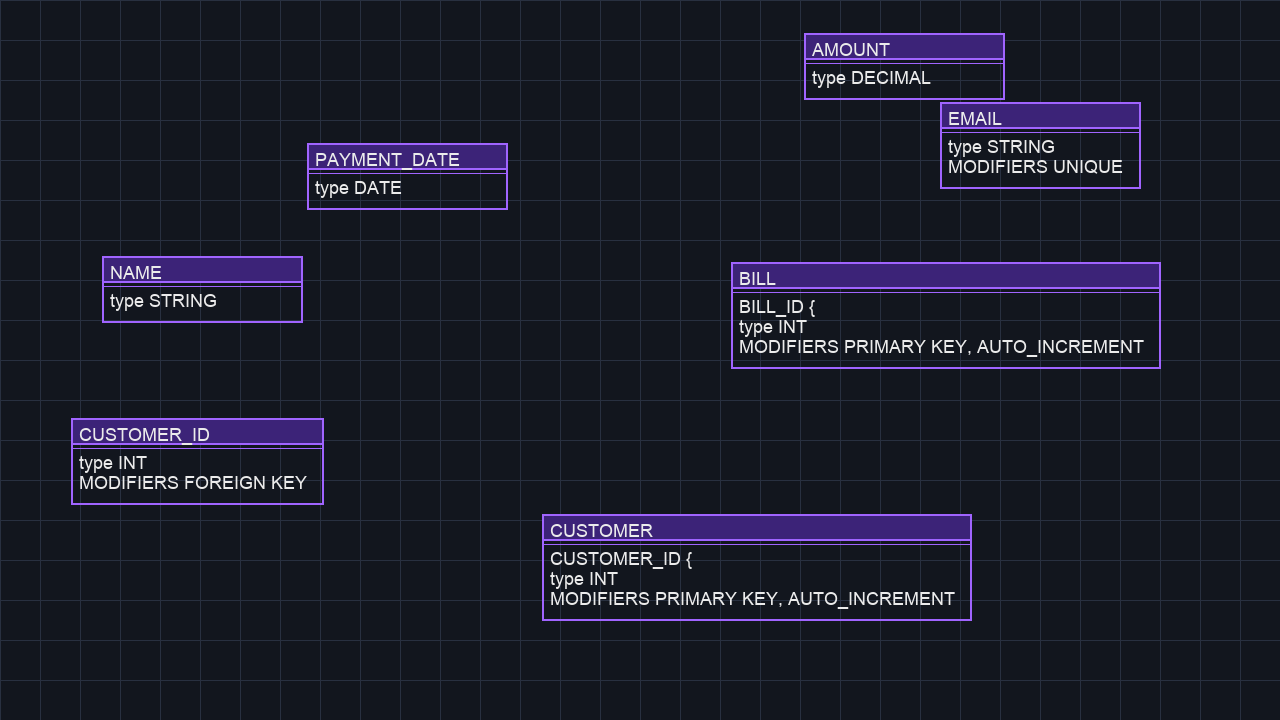 AMOUNT
type DECIMAL
EMAIL
type STRING
MODIFIERS UNIQUE
PAYMENT_DATE
type DATE
NAME
type STRING
BILL
BILL_ID {
type INT
MODIFIERS PRIMARY KEY, AUTO_INCREMENT
CUSTOMER_ID
type INT
MODIFIERS FOREIGN KEY
CUSTOMER
CUSTOMER_ID {
type INT
MODIFIERS PRIMARY KEY, AUTO_INCREMENT